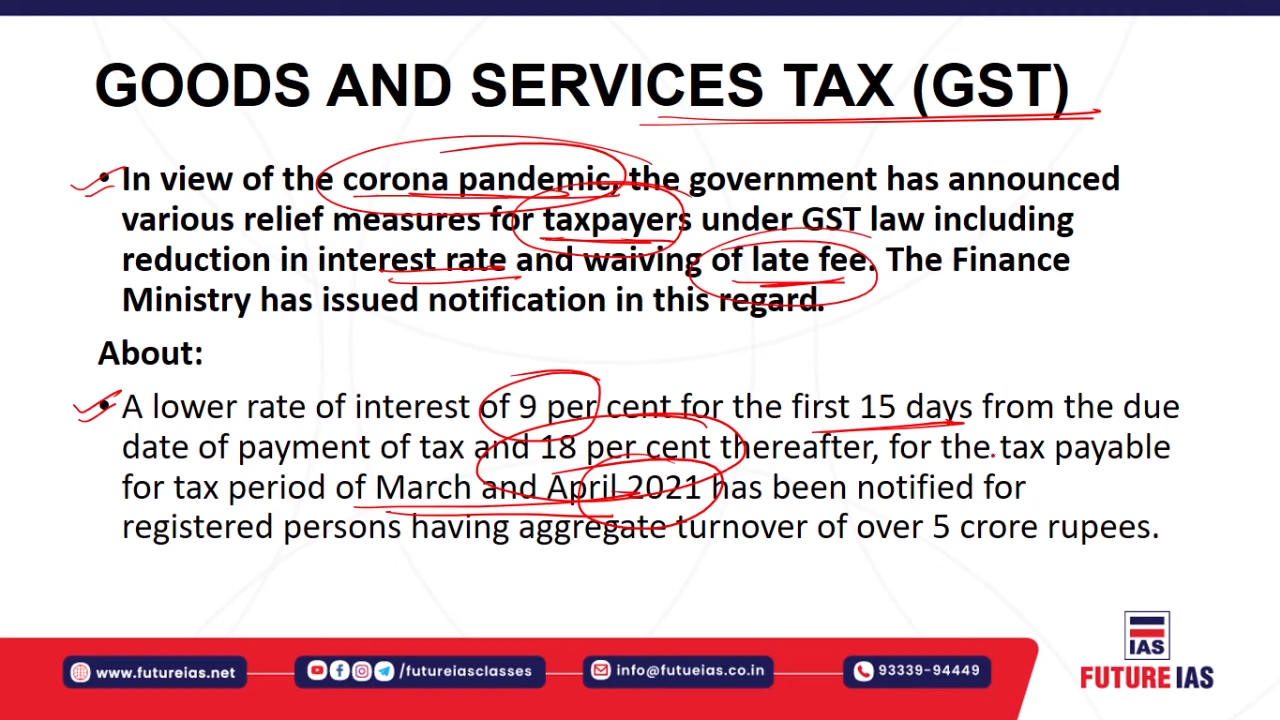 GOODS AND SERVICES TAX (GST)
• In view of the corona pandemic, the government has announced
various relief measures for taxpayers under GST law including
reduction in interest rate and waiving of late fee. The Finance
Ministry has issued notification in this regard.
About:
• A lower rate of interest of 9 per cent for the first 15 days from the due
date of payment of tax and 18 per cent thereafter, for the tax payable
for tax period of March and April 2021 has been notified for
registered persons having aggregate turnover of over 5 crore rupees.
www.futureias.net
/futureiasclasses
info@futueias.co.in
93339-94449
IAS
FUTURE IAS